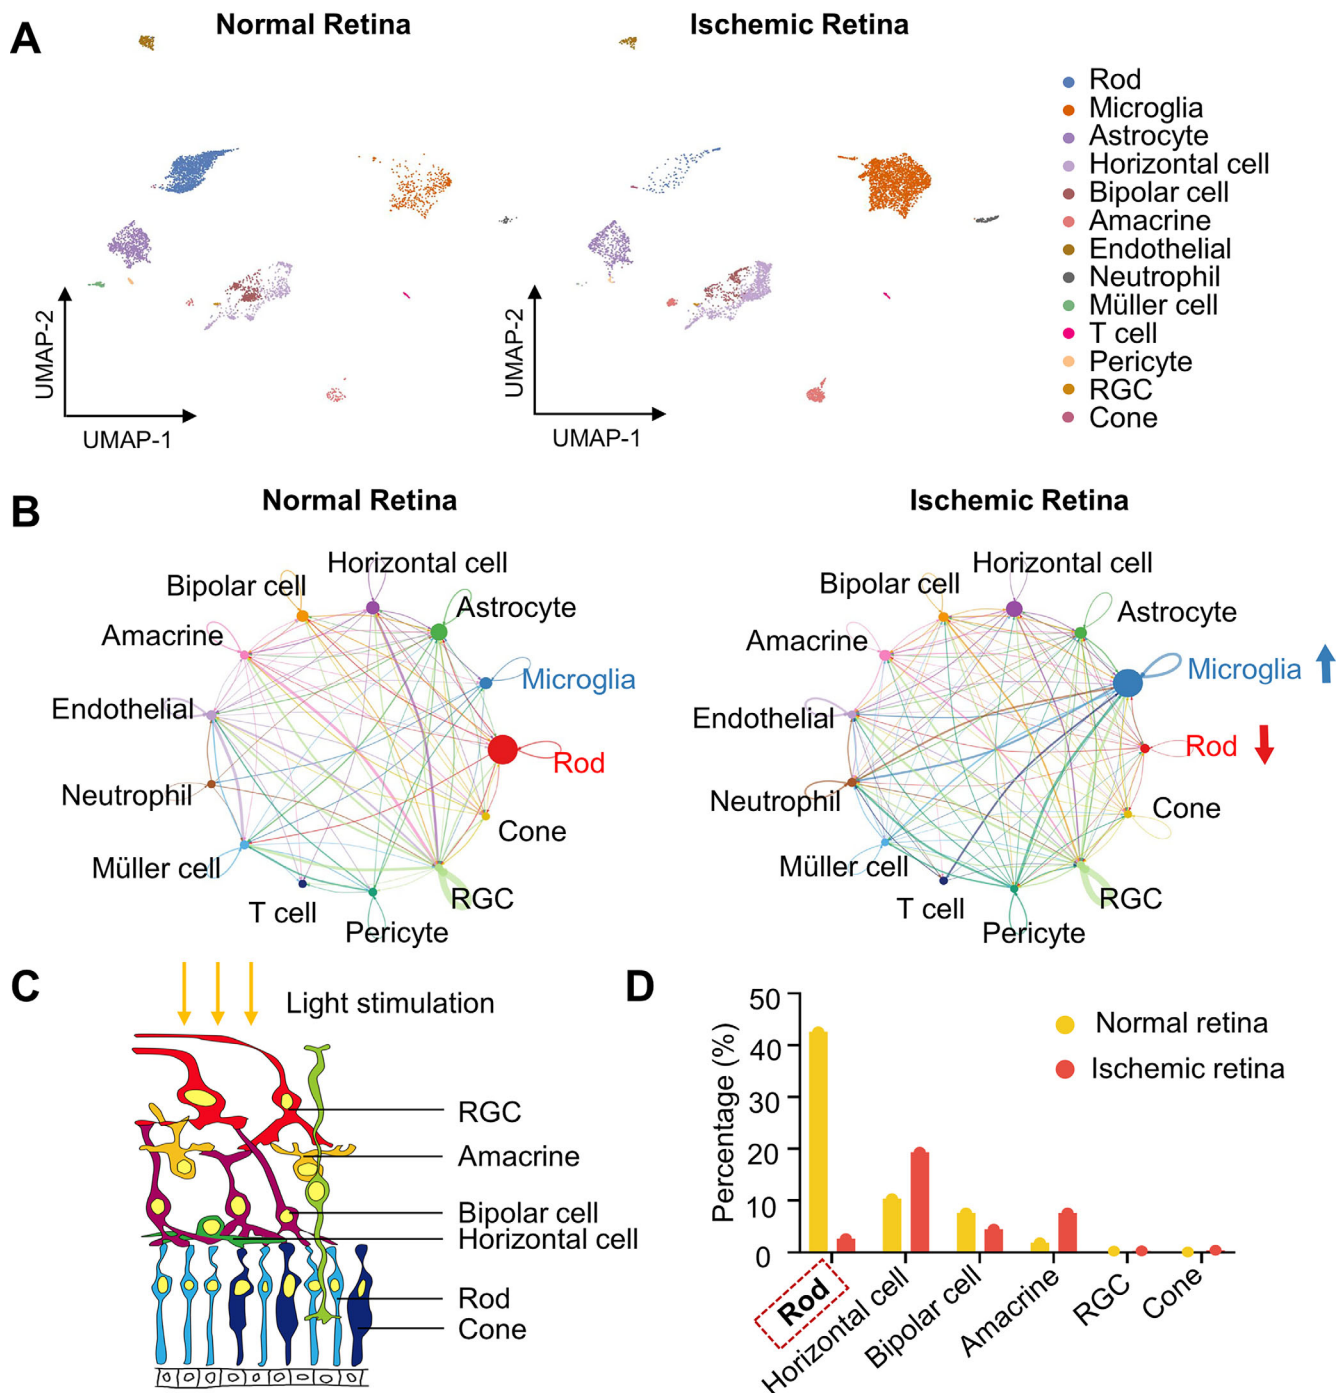 A
Normal Retina
Ischemic Retina
Rod
Microglia
Astrocyte
Horizontal cell
Bipolar cell
Amacrine
Endothelial
Neutrophil
Müller cell
T cell
Pericyte
RGC
Cone
UMAP-2
UMAP-1
UMAP-2
UMAP-1
B
Normal Retina
Horizontal cell
Bipolar cell
Astrocyte
Amacrine
Microglia
Endothelial
Rod
Neutrophil
Cone
Müller cell
RGC
T cell
Pericyte
Ischemic Retina
Horizontal cell
Bipolar cell
Astrocyte
Amacrine
Microglia
Endothelial
Rod
Neutrophil
Cone
Müller cell
RGC
T cell
Pericyte
C
Light stimulation
RGC
Amacrine
Bipolar cell
Horizontal cell
Rod
Cone
D
Percentage (%)
50
40
30
20
10
0
Normal retina
Ischemic retina
Rod
Horizontal cell
Bipolar cell
Amacrine
RGC
Cone